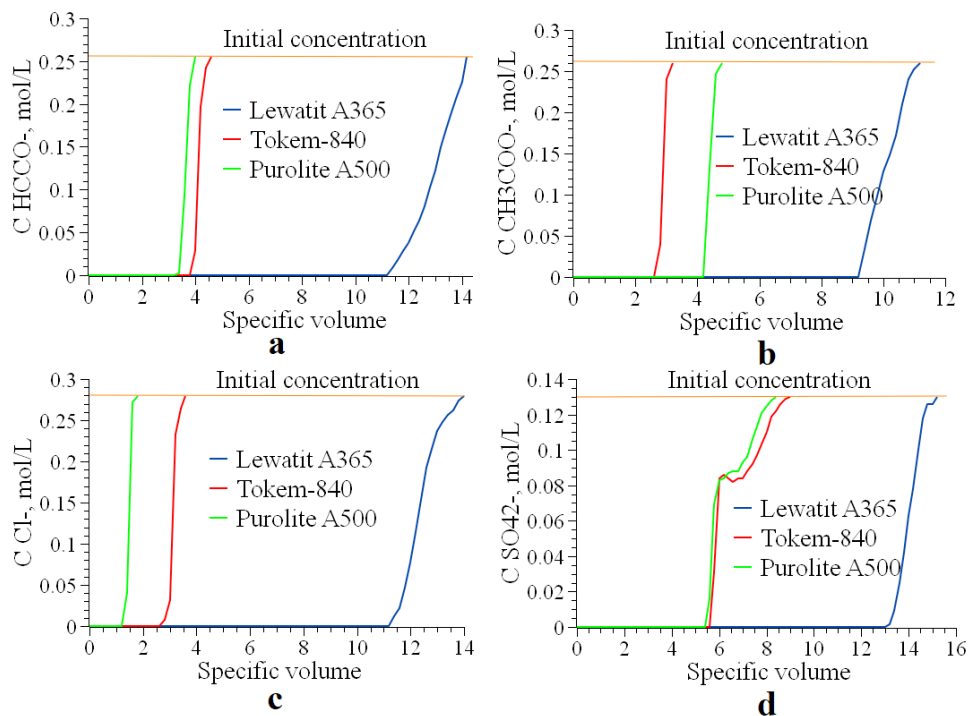 0.3
0.25
0.2
0.15
0.1
0.05
0
C HCCO-, mol/L
Initial concentration
Lewatit A365
Tokem-840
Purolite A500
0 2 4 6 8 10 12 14
Specific volume
a
0.3
0.25
0.2
0.15
0.1
0.05
0
C CH3COO-, mol/L
Initial concentration
Lewatit A365
Tokem-840
Purolite A500
0 2 4 6 8 10 12
Specific volume
b
0.3
0.25
0.2
0.15
0.1
0.05
0
C Cl-, mol/L
Initial concentration
Lewatit A365
Tokem-840
Purolite A500
0 2 4 6 8 10 12 14
Specific volume
c
0.14
0.12
0.1
0.08
0.06
0.04
0.02
0
C SO42-, mol/L
Initial concentration
Lewatit A365
Tokem-840
Purolite A500
0 2 4 6 8 10 12 14 16
Specific volume
d